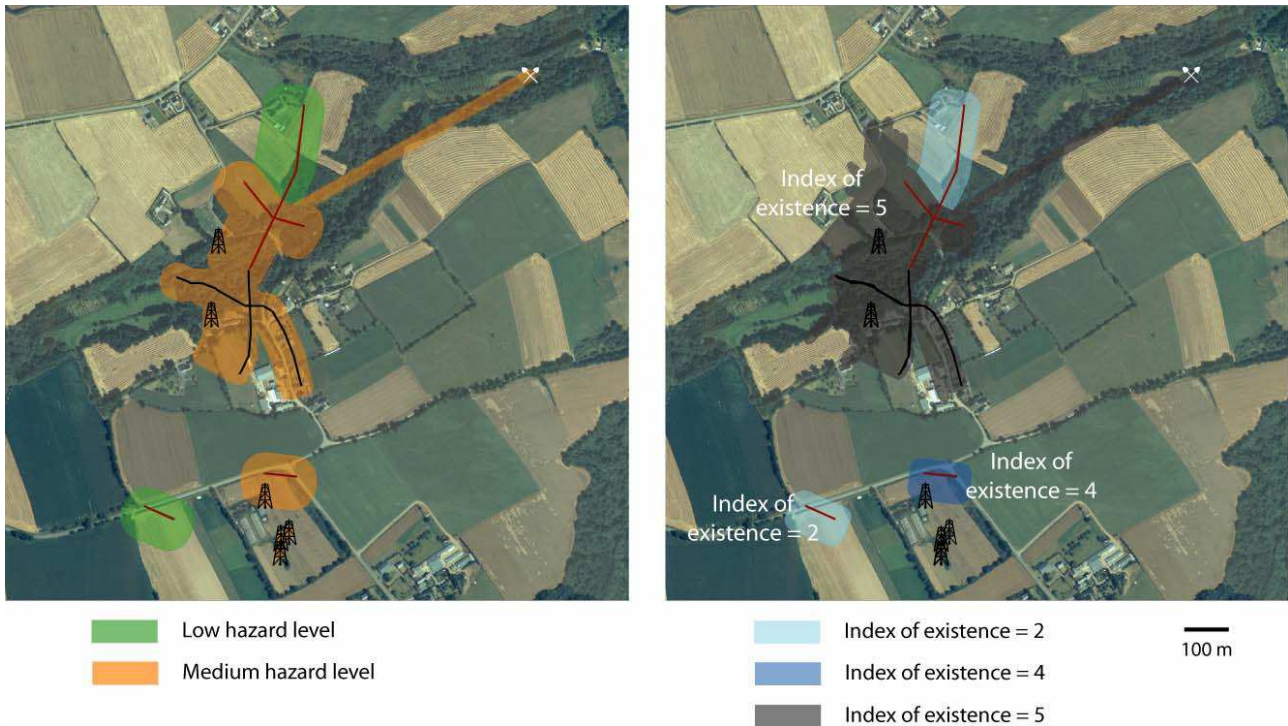 Index of
existence = 5
Index of
existence = 4
Index of
existence = 2
Low hazard level
Medium hazard level
Index of existence = 2
Index of existence = 4
Index of existence = 5
100 m